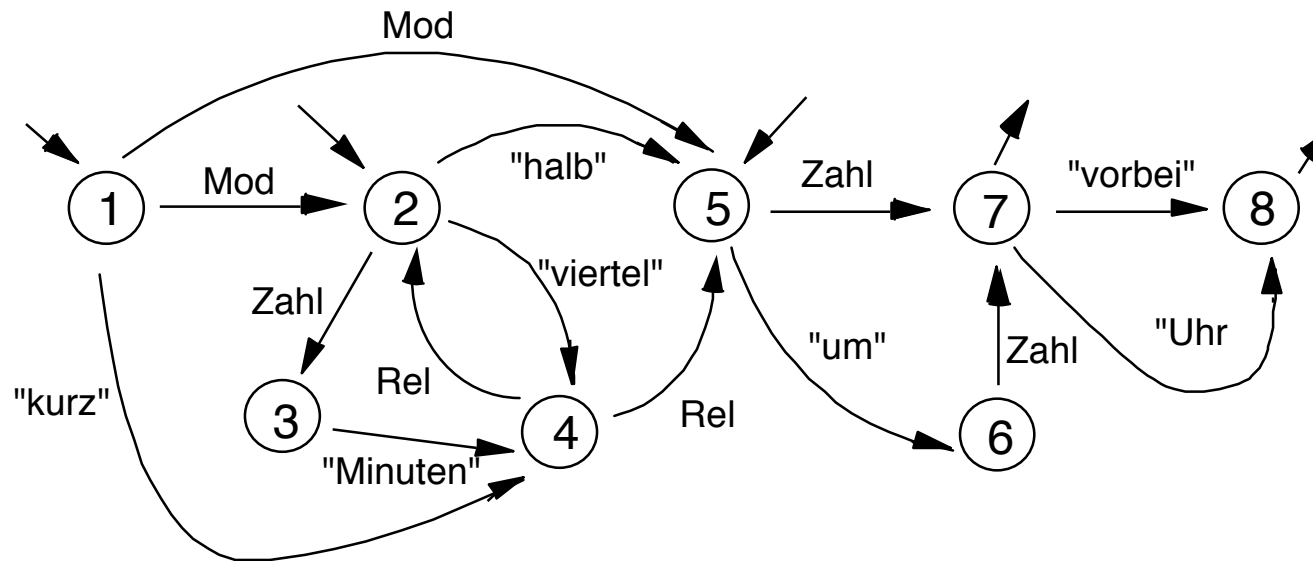 Mod
Mod
"halb"
Zahl
"vorbei"
1
2
5
7
8
"viertel"
Zahl
"um"
Zahl
"Uhr
"kurz"
Rel
Rel
3
4
6
"Minuten"